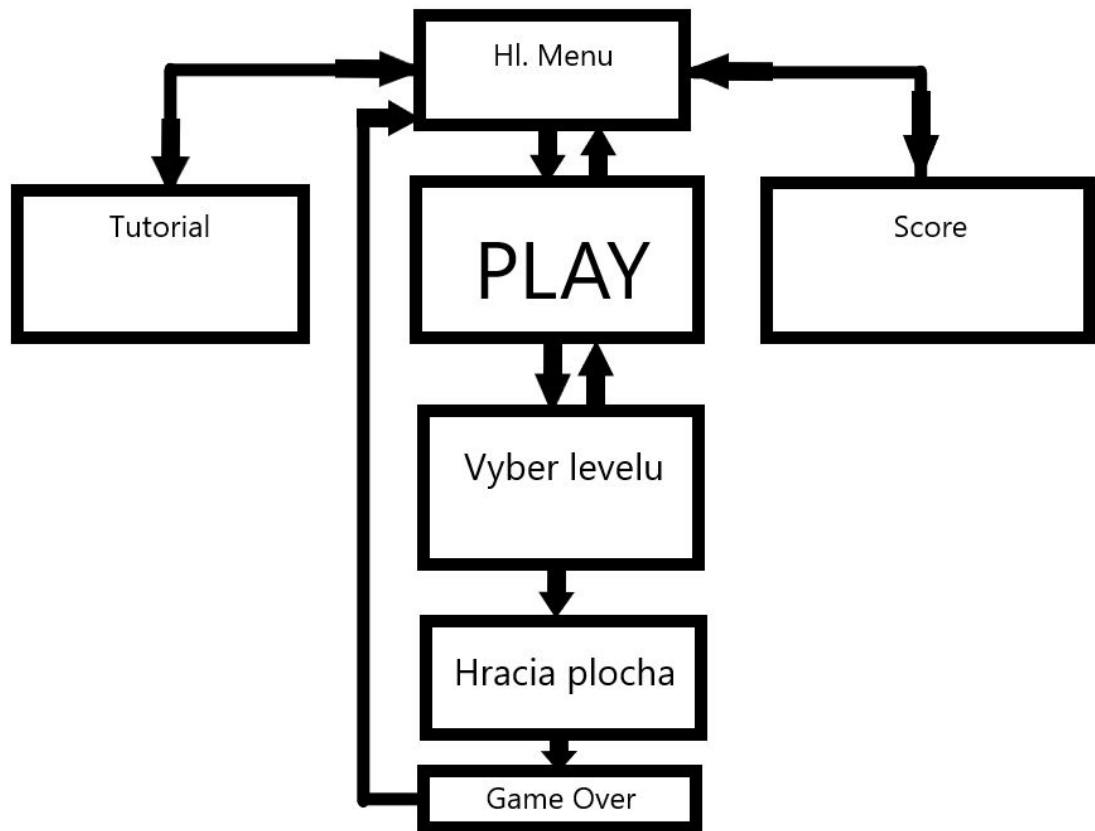 Hl. Menu
Tutorial
PLAY
Score
Vyber levelu
Hracia plocha
Game Over